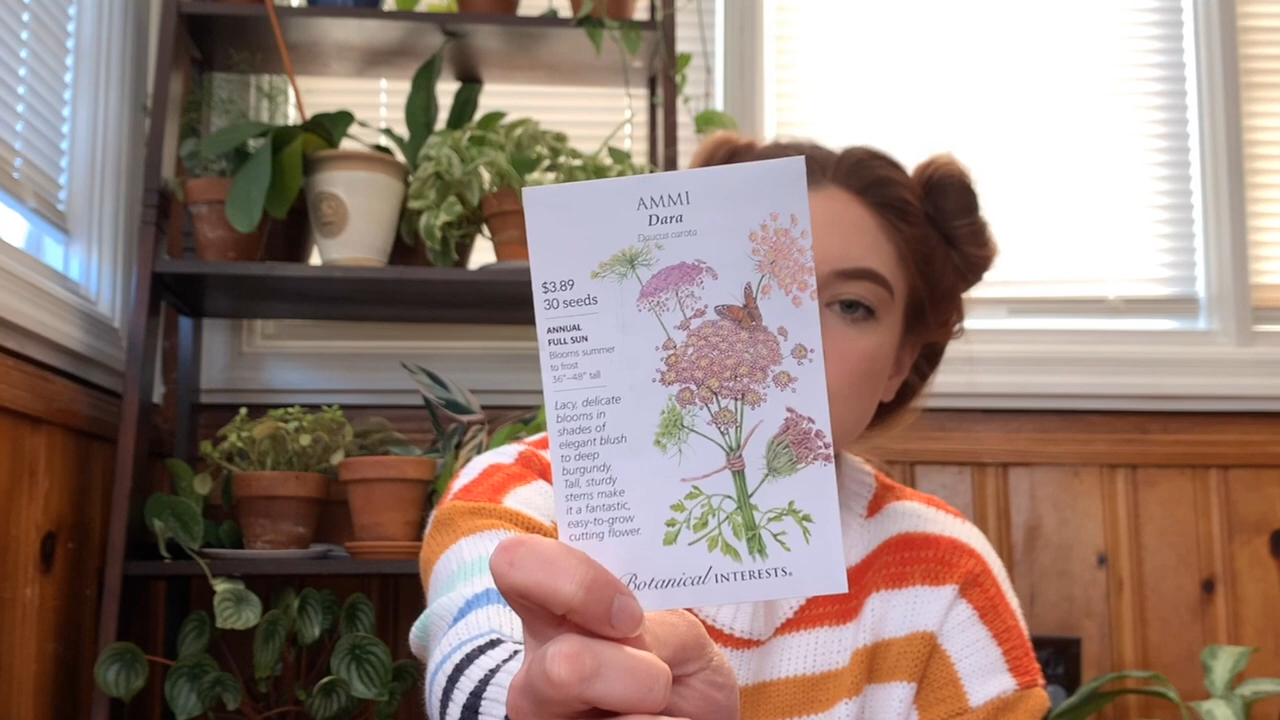 AMMI
Dara
Daucus carota
$3.89
30 seeds
ANNUAL
FULL SUN
Blooms summer
to frost
36"–48" tall
Lacy, delicate
blooms in
shades of
elegant blush
to deep
burgundy.
Tall, sturdy
stems make
it a fantastic,
easy-to-grow
cutting flower.
Botanical INTERESTS®